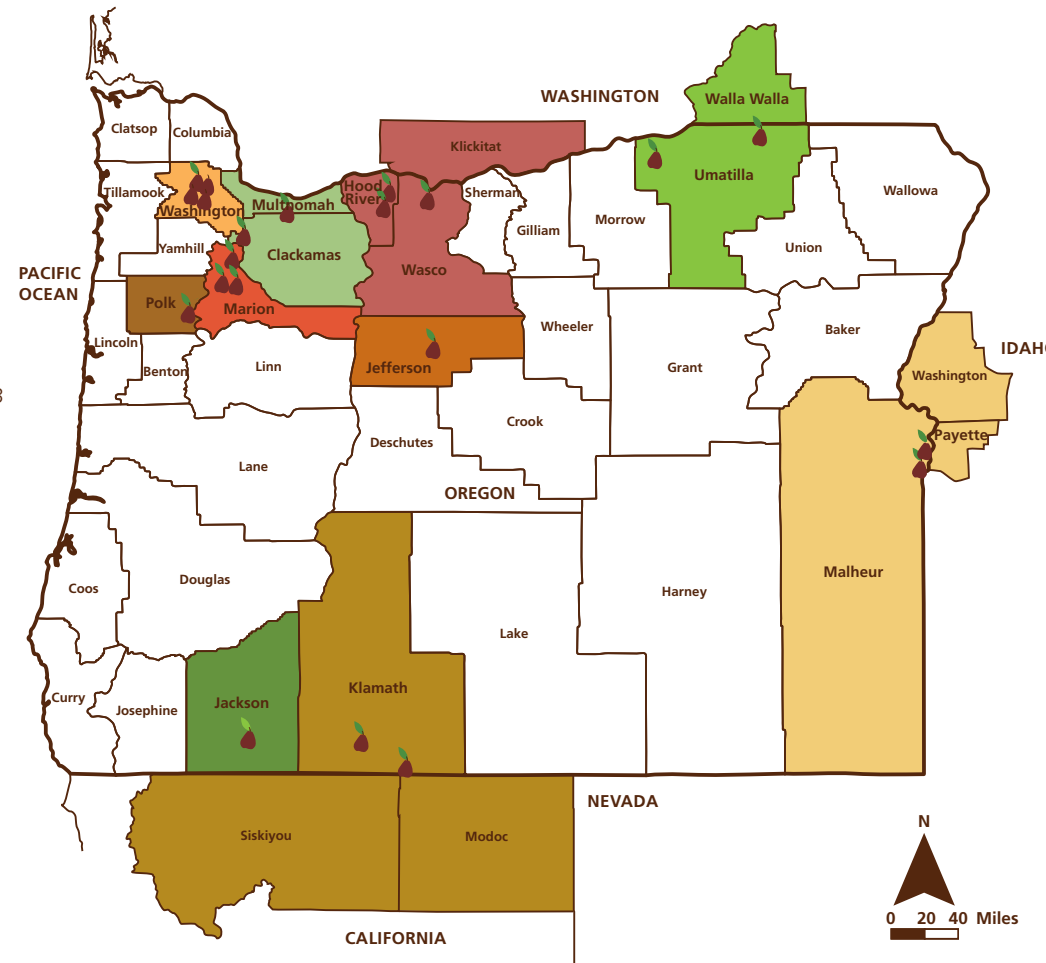 WASHINGTON
Walla Walla
Clatsop
Columbia
Klickitat
Umatilla
Tillamook
Washington
Multnomah
Hood
River
Sherman
Wallowa
Morrow
Gilliam
Union
Yamhill
Clackamas
Wasco
PACIFIC
OCEAN
Polk
Marion
Wheeler
Baker
Lincoln
IDAHO
Benton
Linn
Jefferson
Grant
Washington
Crook
Deschutes
Payette
Lane
OREGON
Malheur
Douglas
Coos
Harney
Lake
Klamath
Curry
Jackson
Josephine
NEVADA
Siskiyou
Modoc
N
0 20 40 Miles
CALIFORNIA